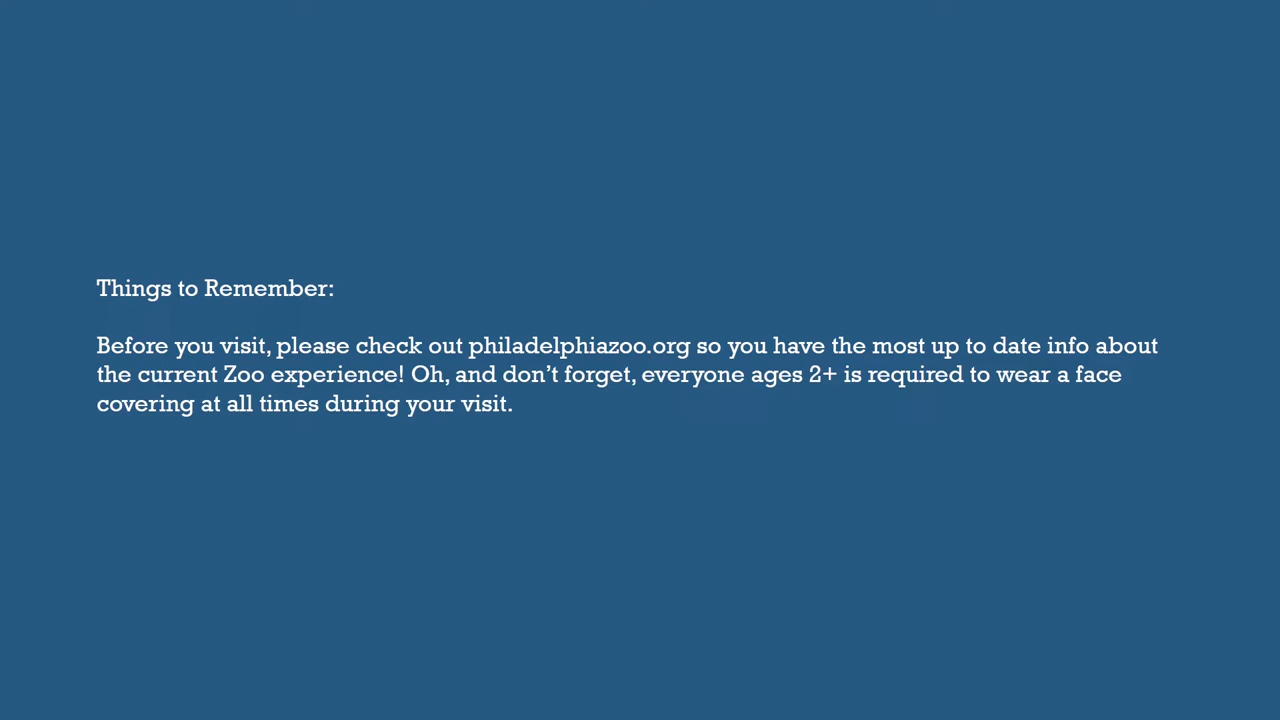 Things to Remember:
Before you visit, please check out philadelphiazoo.org so you have the most up to date info about
the current Zoo experience! Oh, and don’t forget, everyone ages 2+ is required to wear a face
covering at all times during your visit.